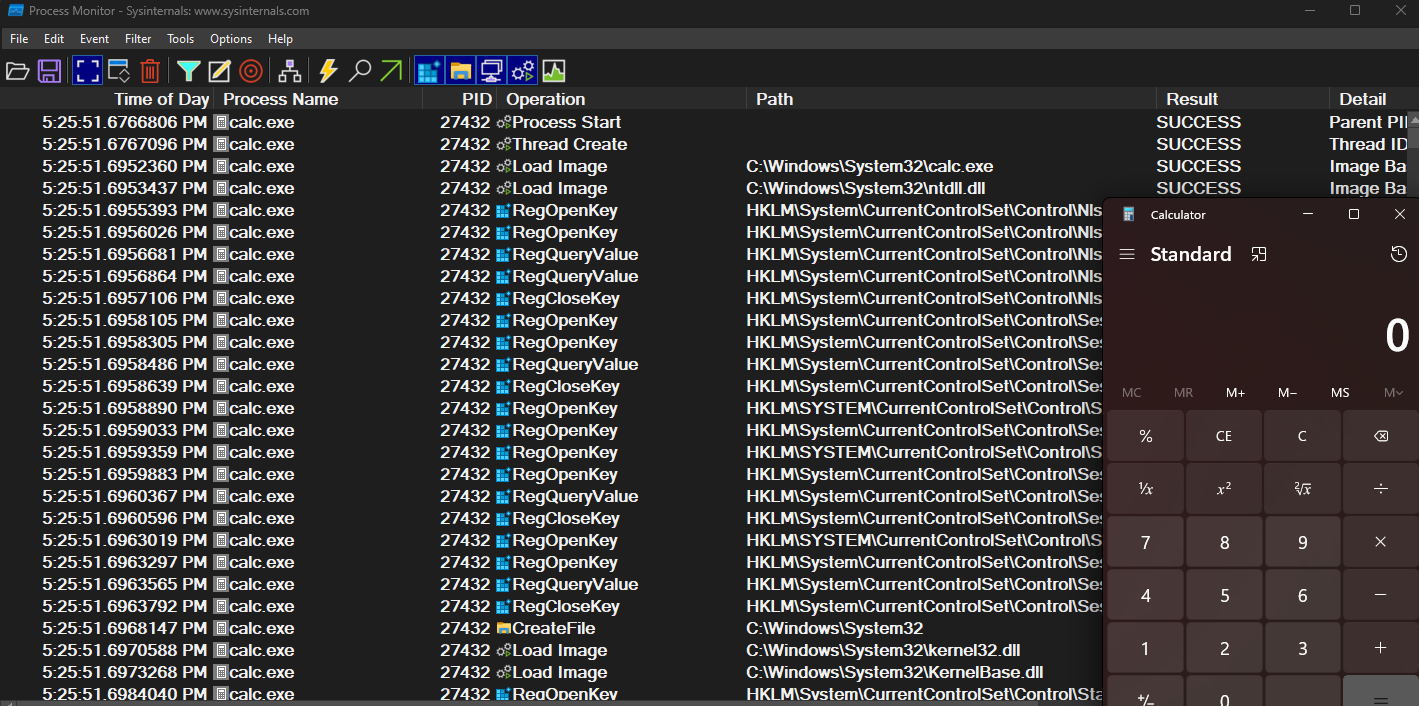 Process Monitor - Sysinternals: www.sysinternals.com
File Edit Event Filter Tools Options Help
Time of Day Process Name PID Operation Path Result Detail
5:25:51.6766806 PM calc.exe 27432 Process Start SUCCESS Parent PI
5:25:51.6767096 PM calc.exe 27432 Thread Create SUCCESS Thread ID
5:25:51.6952360 PM calc.exe 27432 Load Image C:\Windows\System32\calc.exe SUCCESS Image Ba
5:25:51.6953437 PM calc.exe 27432 Load Image C:\Windows\System32\ntdll.dll SUCCESS Image Ba
5:25:51.6955393 PM calc.exe 27432 RegOpenKey HKLM\System\CurrentControlSet\Control\Nls
5:25:51.6956026 PM calc.exe 27432 RegOpenKey HKLM\System\CurrentControlSet\Control\Nls
5:25:51.6956681 PM calc.exe 27432 RegQueryValue HKLM\System\CurrentControlSet\Control\Nls
5:25:51.6956864 PM calc.exe 27432 RegQueryValue HKLM\System\CurrentControlSet\Control\Nls
5:25:51.6957106 PM calc.exe 27432 RegCloseKey HKLM\System\CurrentControlSet\Control\Nls
5:25:51.6958105 PM calc.exe 27432 RegOpenKey HKLM\System\CurrentControlSet\Control\Ses
5:25:51.6958305 PM calc.exe 27432 RegOpenKey HKLM\System\CurrentControlSet\Control\Ses
5:25:51.6958486 PM calc.exe 27432 RegQueryValue HKLM\System\CurrentControlSet\Control\Ses
5:25:51.6958639 PM calc.exe 27432 RegCloseKey HKLM\System\CurrentControlSet\Control\Ses
5:25:51.6958890 PM calc.exe 27432 RegOpenKey HKLM\SYSTEM\CurrentControlSet\Control\S
5:25:51.6959033 PM calc.exe 27432 RegOpenKey HKLM\System\CurrentControlSet\Control\Ses
5:25:51.6959359 PM calc.exe 27432 RegOpenKey HKLM\SYSTEM\CurrentControlSet\Control\S
5:25:51.6959883 PM calc.exe 27432 RegOpenKey HKLM\System\CurrentControlSet\Control\Ses
5:25:51.6960367 PM calc.exe 27432 RegQueryValue HKLM\System\CurrentControlSet\Control\Ses
5:25:51.6960596 PM calc.exe 27432 RegCloseKey HKLM\System\CurrentControlSet\Control\Ses
5:25:51.6963019 PM calc.exe 27432 RegOpenKey HKLM\SYSTEM\CurrentControlSet\Control\S
5:25:51.6963297 PM calc.exe 27432 RegOpenKey HKLM\System\CurrentControlSet\Control\Ses
5:25:51.6963565 PM calc.exe 27432 RegQueryValue HKLM\System\CurrentControlSet\Control\Ses
5:25:51.6963792 PM calc.exe 27432 RegCloseKey HKLM\System\CurrentControlSet\Control\Ses
5:25:51.6968147 PM calc.exe 27432 CreateFile C:\Windows\System32
5:25:51.6970588 PM calc.exe 27432 Load Image C:\Windows\System32\kernel32.dll
5:25:51.6973268 PM calc.exe 27432 Load Image C:\Windows\System32\KernelBase.dll
5:25:51.6984040 PM calc.exe 27432 RegOpenKey HKLM\System\CurrentControlSet\Control\Sta
Calculator
Standard
0
MC MR M+ M− MS M
% CE C
¹/x x² ²√x ÷
7 8 9 ×
4 5 6 −
1 2 3 +
+/− 0 =